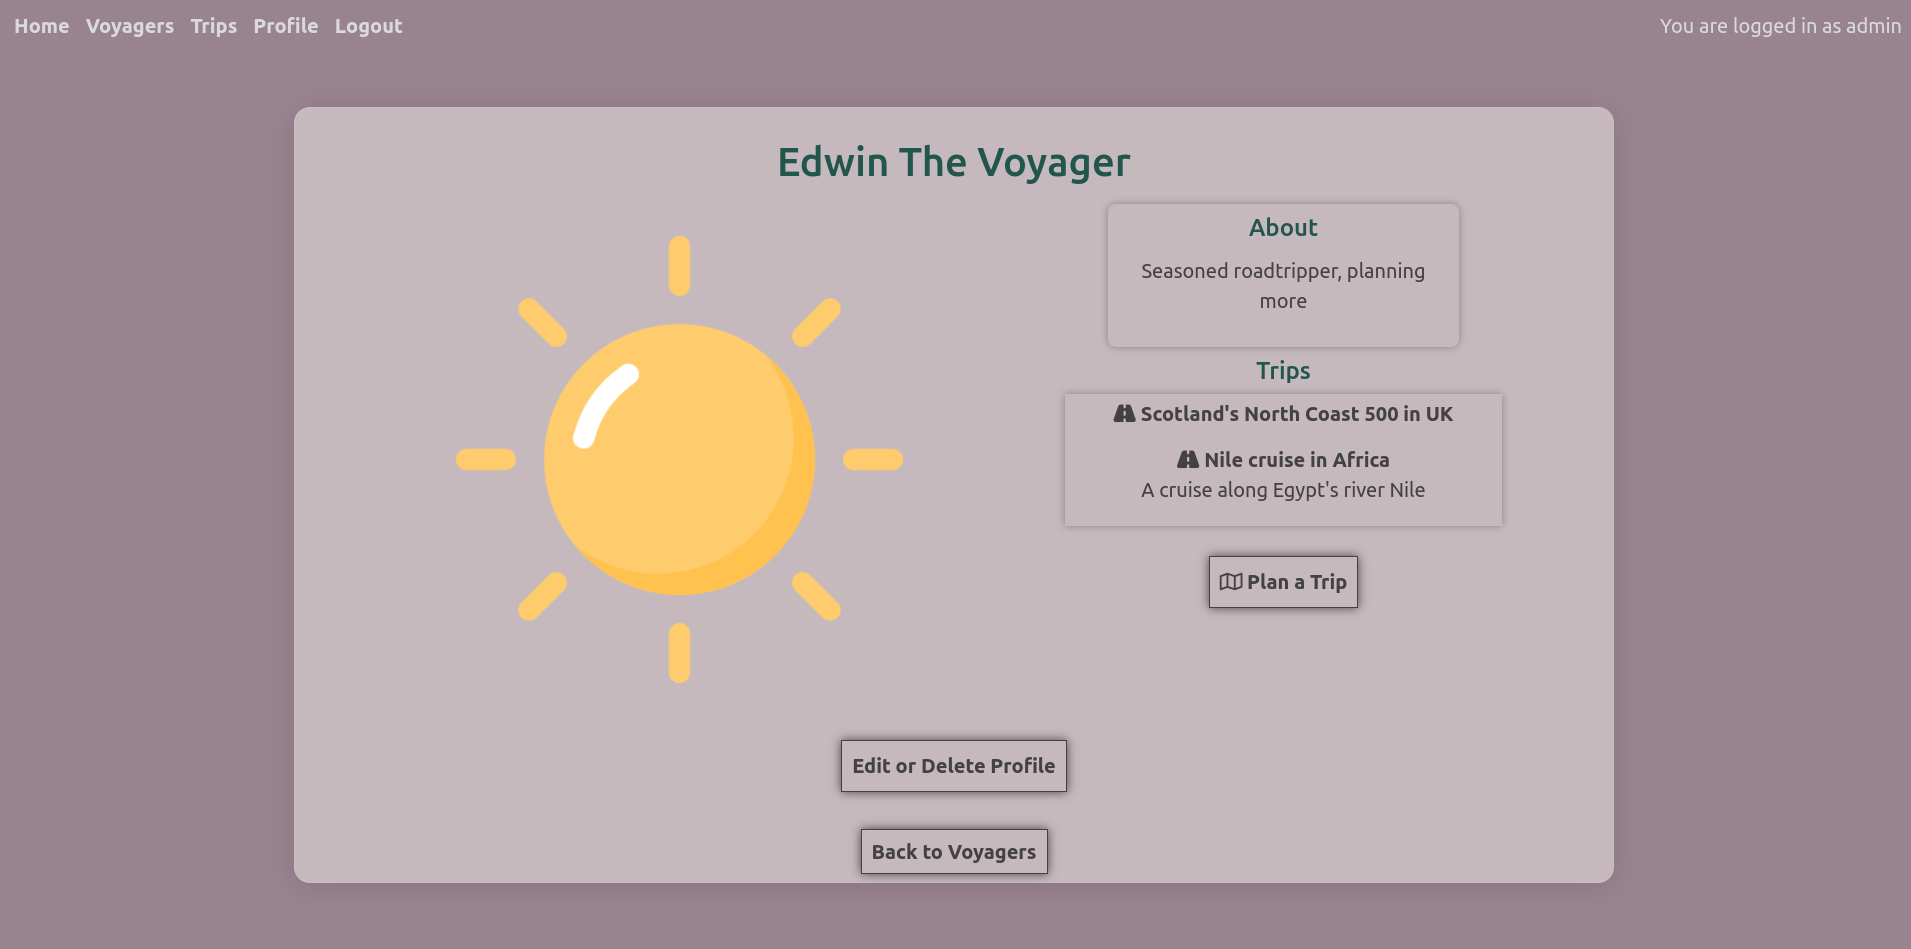 Home Voyagers Trips Profile Logout You are logged in as admin
Edwin The Voyager
About
Seasoned roadtripper, planning
more
Trips
Scotland's North Coast 500 in UK
Nile cruise in Africa
A cruise along Egypt's river Nile
Plan a Trip
Edit or Delete Profile
Back to Voyagers